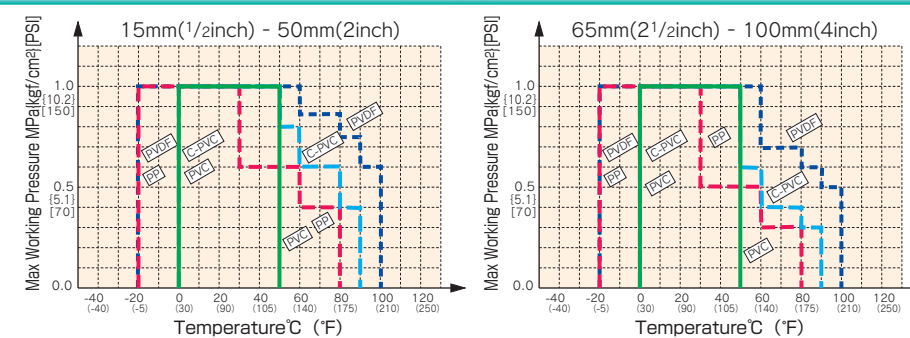 15mm(1/2inch) - 50mm(2inch)
Max Working Pressure MPa{kgf/cm2}[PSI]
1.0
{10.2}
[150]
0.5
{5.1}
[70]
0.0
PVDF
PP
C-PVC
PVC
C-PVC
PVDF
PVC
PP
-40 -20 0 20 40 60 80 100 120
(-40) (-5) (30) (90) (105) (140) (175) (210) (250)
Temperature℃ (°F)
65mm(21/2inch) - 100mm(4inch)
Max Working Pressure MPa{kgf/cm2}[PSI]
1.0
{10.2}
[150]
0.5
{5.1}
[70]
0.0
PVDF
PP
C-PVC
PVC
PP
PVDF
C-PVC
PVC
-40 -20 0 20 40 60 80 100 120
(-40) (-5) (30) (90) (105) (140) (175) (210) (250)
Temperature℃ (°F)